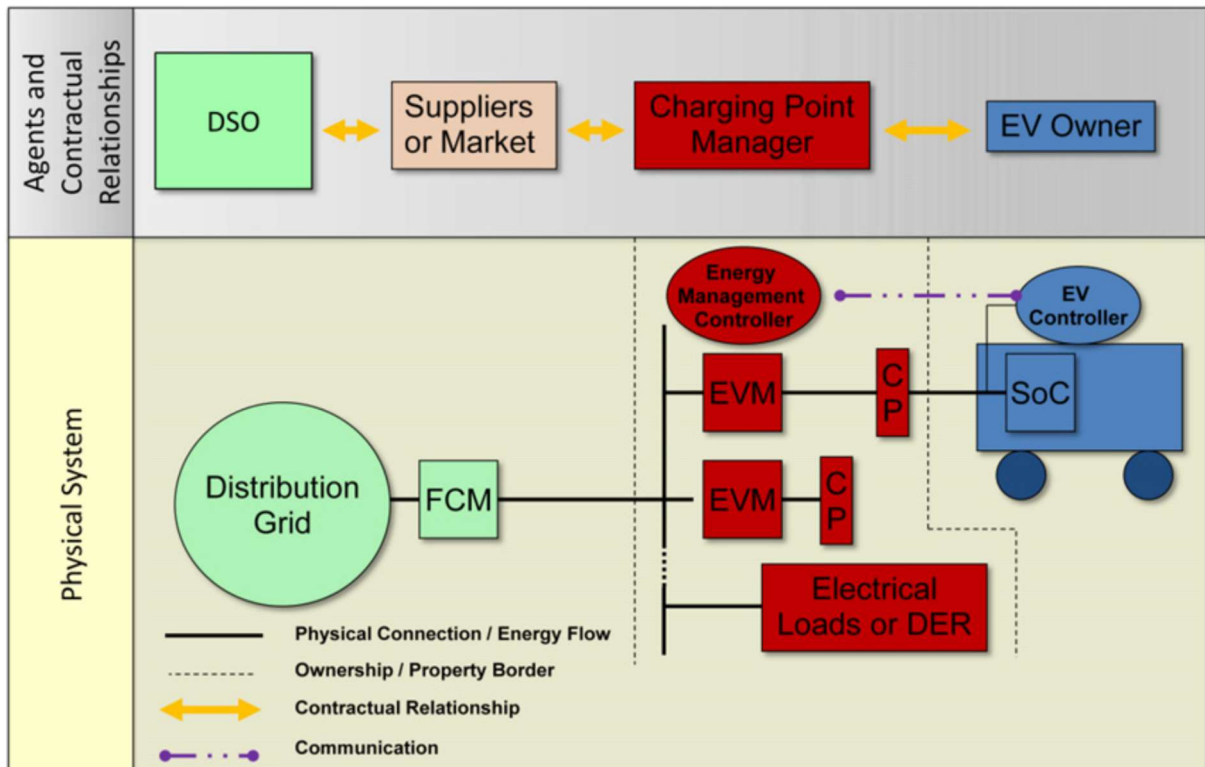 Agents and
Contractual
Relationships
DSO
Suppliers
or Market
Charging Point
Manager
EV Owner
Physical System
Energy
Management
Controller
EV
Controller
EVM
C
P
SoC
Distribution
Grid
FCM
EVM
C
P
Electrical
Loads or DER
Physical Connection / Energy Flow
Ownership / Property Border
Contractual Relationship
Communication